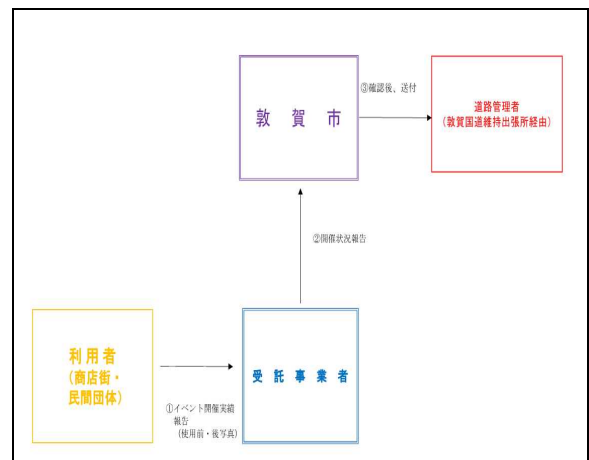 ③確認後、送付
敦賀市
道路管理者
（敦賀国道維持出張所経由）
②開催状況報告
利用者
（商店街・
民間団体）
受託事業者
①イベント開催実績
報告
（使用前・後写真）